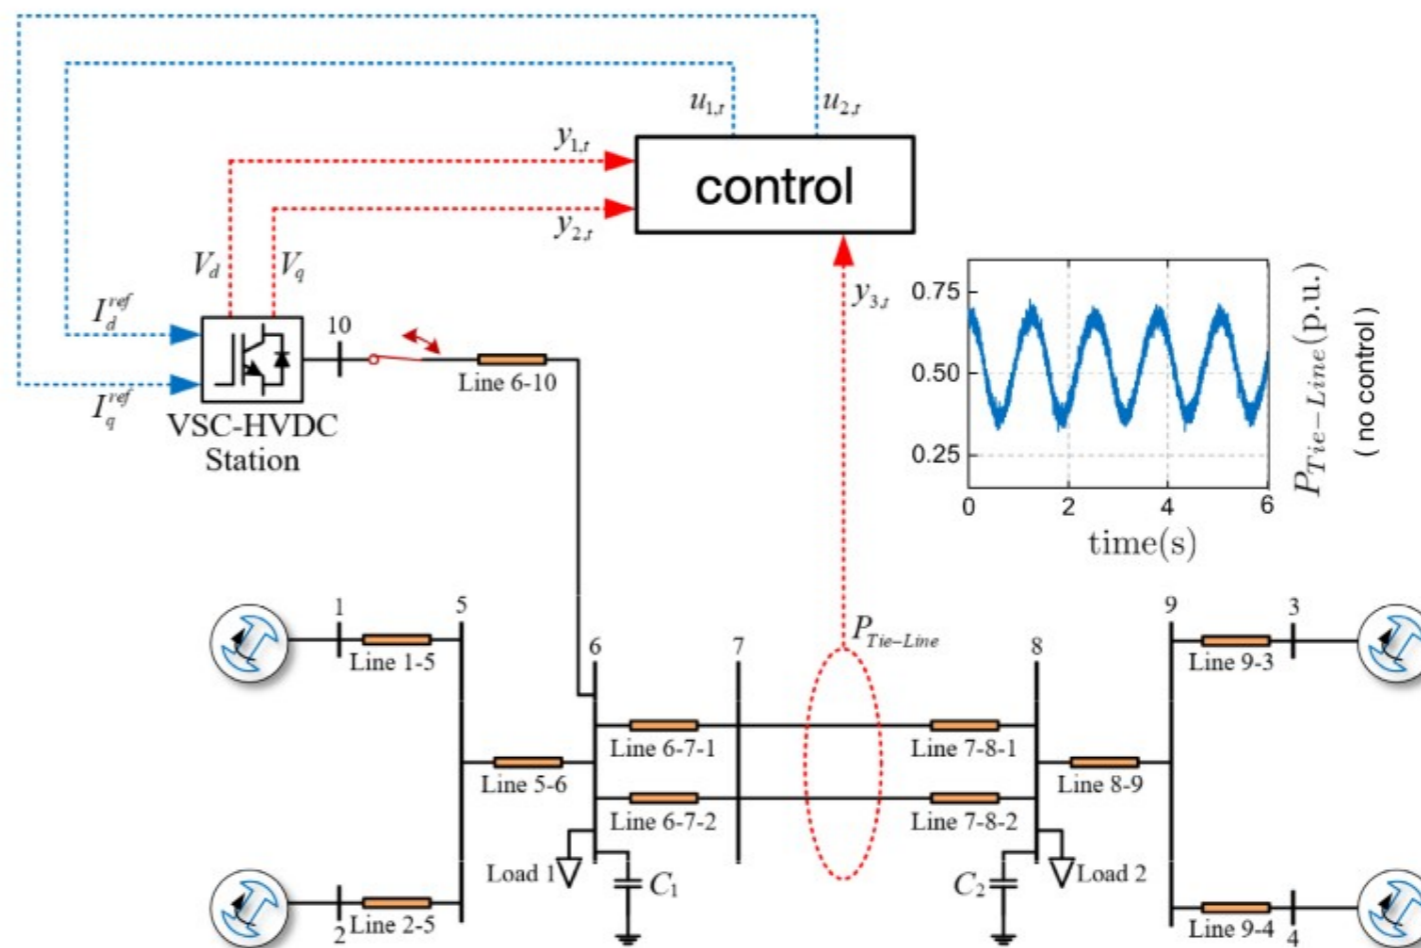 u₁,ₜ
u₂,ₜ
y₁,ₜ
control
y₂,ₜ
V_d
V_q
y₃,ₜ
I_d^ref
10
Line 6-10
I_q^ref
VSC-HVDC
Station
0.75
0.50
0.25
0
2
4
6
time(s)
P_Tie-Line(p.u.)
( no control )
1
Line 1-5
5
6
7
P_Tie-Line
8
9
3
Line 9-3
Line 6-7-1
Line 7-8-1
Line 5-6
Line 8-9
Line 6-7-2
Line 7-8-2
Load 1
C₁
C₂
Load 2
2
Line 2-5
Line 9-4
4